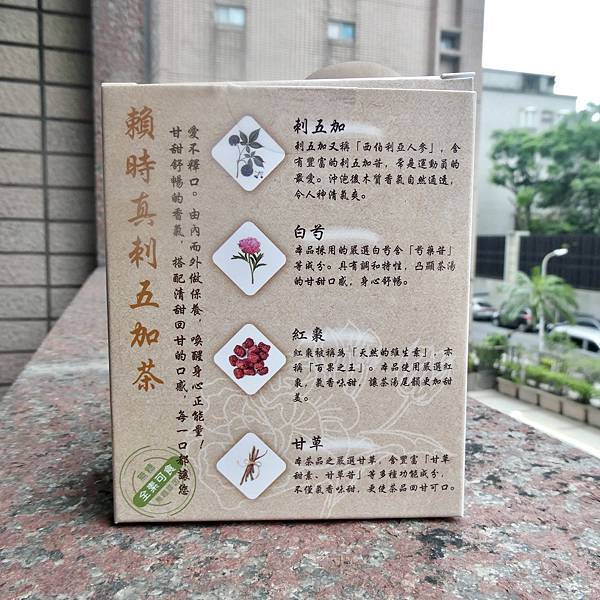 賴時真刺五加茶
甘甜舒暢的香氣，搭配清甜回甘的口感，每一口都讓您
愛不釋口。由內而外做保養，喚醒身心正能量！
刺五加
刺五加又稱「西伯利亞人參」，含
有豐富的刺五加苷，常是運動員的
最愛。沖泡後木質香氣自然通透，
令人神清氣爽。
白芍
本品採用的嚴選白芍含「芍藥苷」
等成分。具有調和特性，凸顯茶湯
的甘甜口感，身心舒暢。
紅棗
紅棗被稱為「天然的維生素」，亦
稱「百果之王」。本品使用嚴選紅
棗，氣香味甜，讓茶湯尾韻更加甜
美。
甘草
本茶品之嚴選甘草，含豐富「甘草
甜素、甘草苷」等多種功能成分，
不僅氣香味甜，更使茶品回甘可口。
全素可食